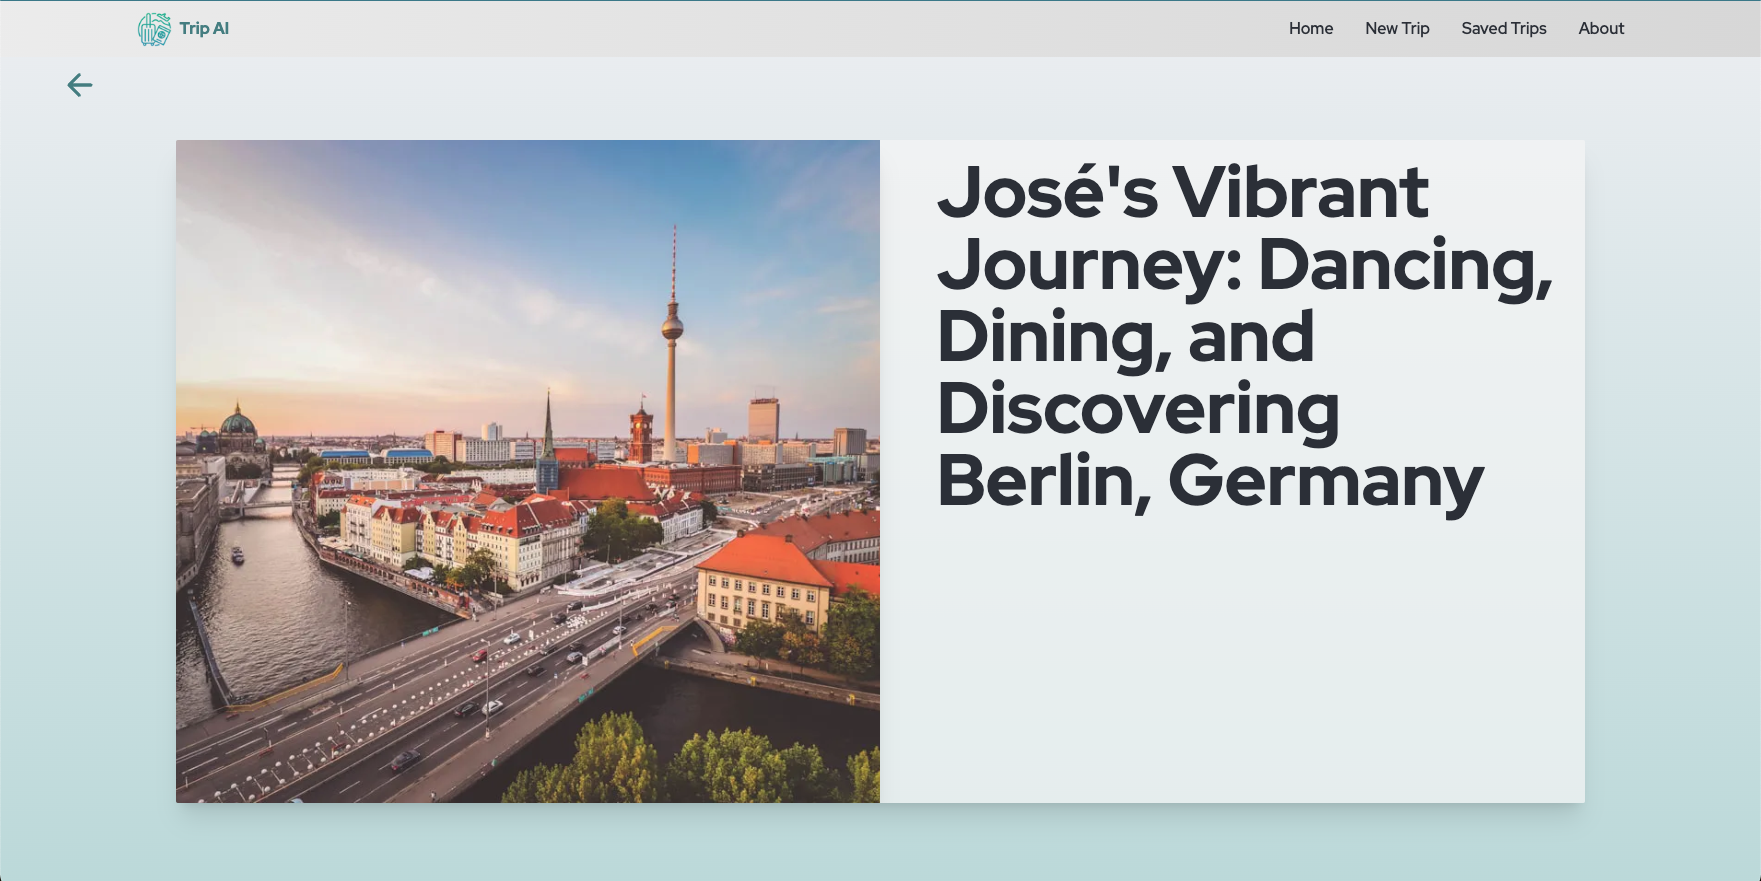 Trip AI
Home New Trip Saved Trips About
José's Vibrant
Journey: Dancing,
Dining, and
Discovering
Berlin, Germany